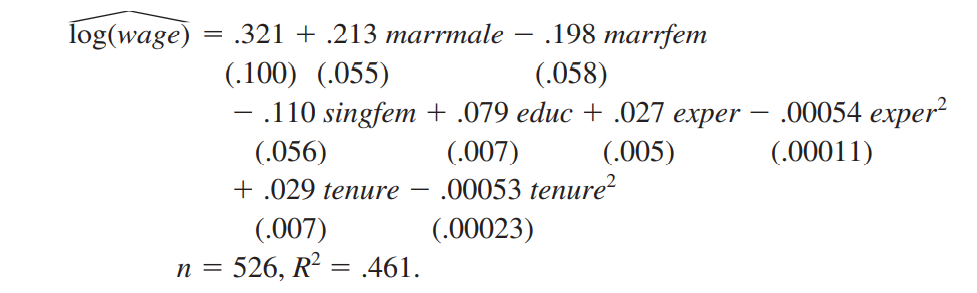 log(wage) = .321 + .213 marrmale − .198 marrfem
(.100) (.055) (.058)
− .110 singfem + .079 educ + .027 exper − .00054 exper²
(.056) (.007) (.005) (.00011)
+ .029 tenure − .00053 tenure²
(.007) (.00023)
n = 526, R² = .461.